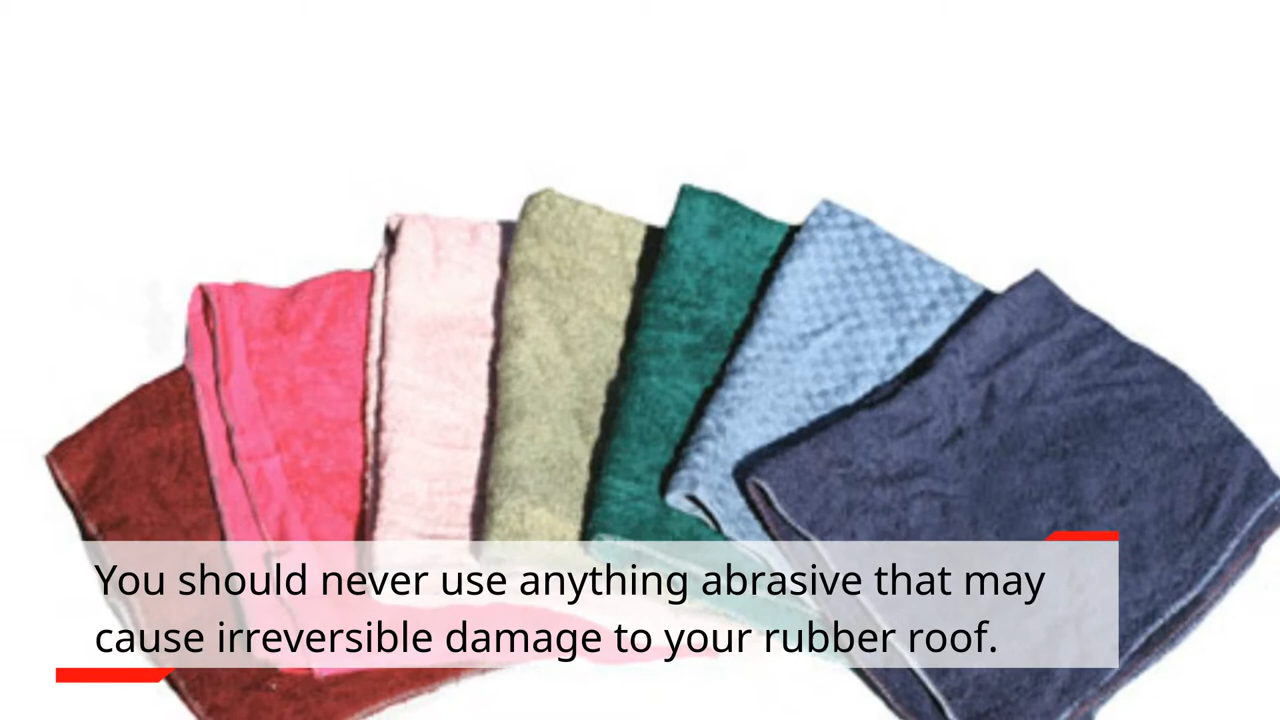 You should never use anything abrasive that may
cause irreversible damage to your rubber roof.